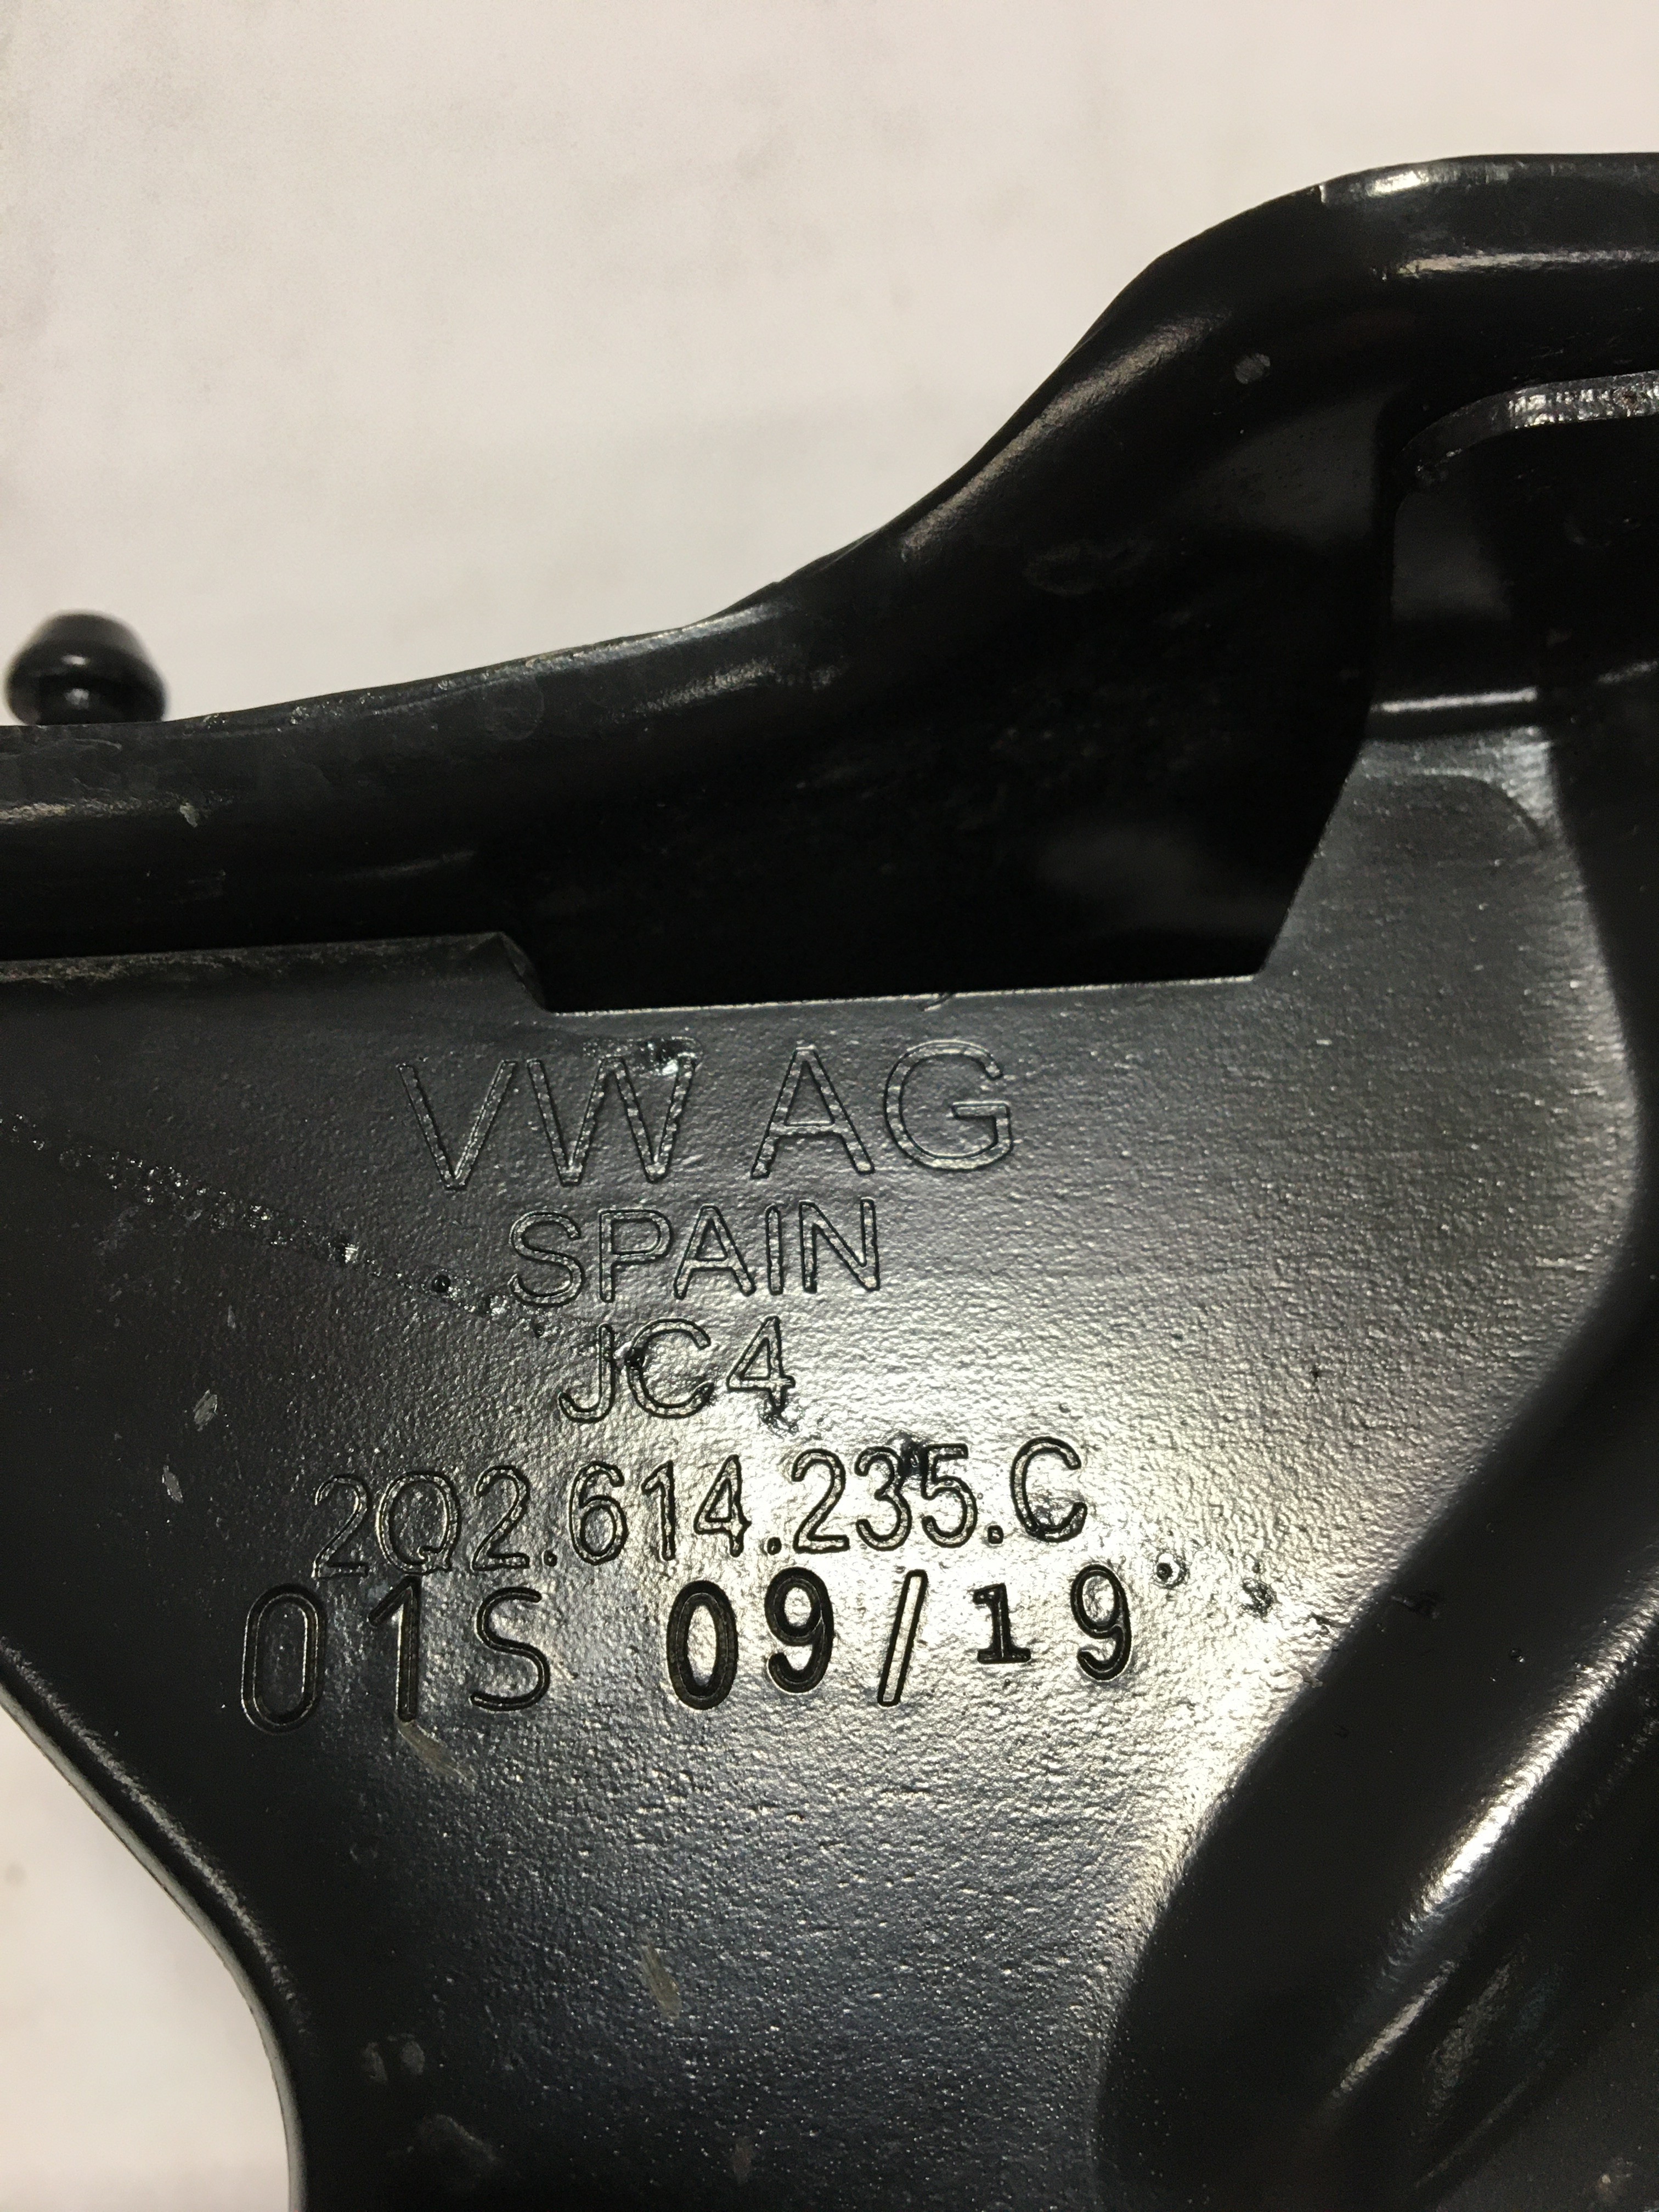 VW AG
SPAIN
JC4
2Q2.614.235.C
01S 09/19